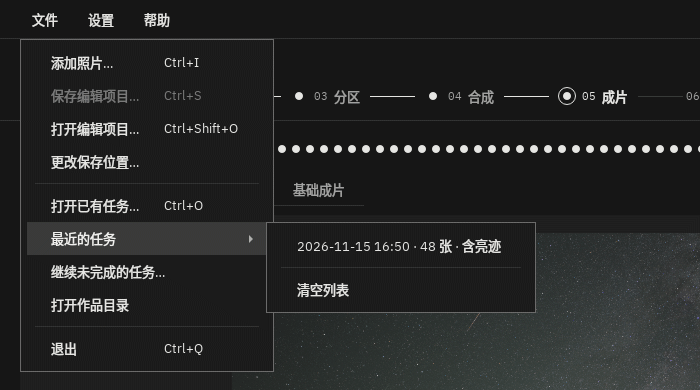 文件 设置 帮助
添加照片... Ctrl+I
保存编辑项目... Ctrl+S
03 分区 04 合成 05 成片 06
打开编辑项目... Ctrl+Shift+O
更改保存位置...
打开已有任务... Ctrl+O
基础成片
最近的任务
2026-11-15 16:50 · 48 张 · 含亮迹
继续未完成的任务...
清空列表
打开作品目录
退出 Ctrl+Q